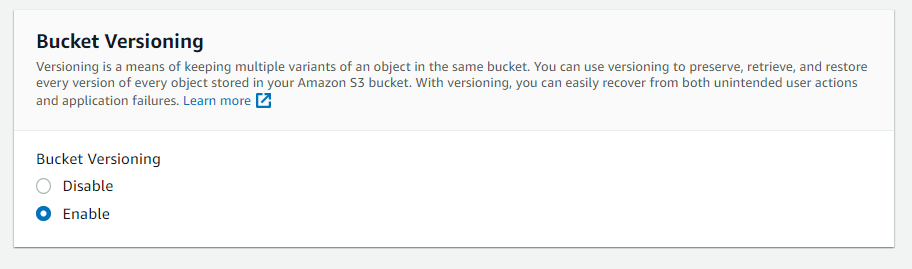 Bucket Versioning
Versioning is a means of keeping multiple variants of an object in the same bucket. You can use versioning to preserve, retrieve, and restore
every version of every object stored in your Amazon S3 bucket. With versioning, you can easily recover from both unintended user actions
and application failures. Learn more
Bucket Versioning
Disable
Enable